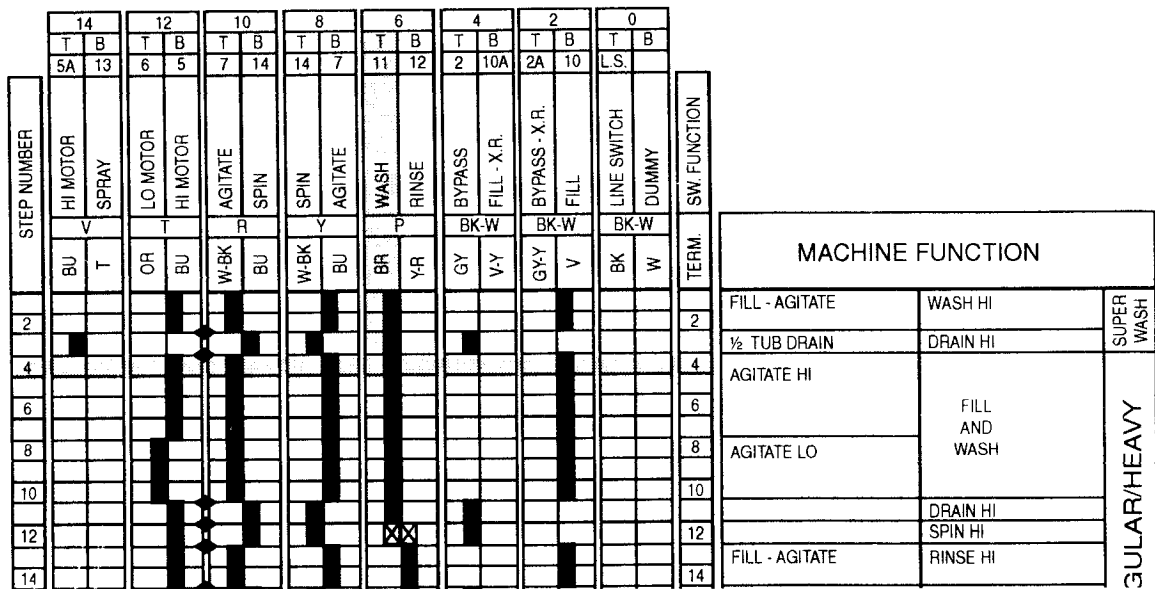 14 12 10 8 6 4 2 0
T B T B T B T B T B T B T B T B
5A 13 6 5 7 14 14 7 11 12 2 10A 2A 10 L.S.
STEP NUMBER
HI MOTOR
SPRAY
LO MOTOR
HI MOTOR
AGITATE
SPIN
SPIN
AGITATE
WASH
RINSE
BYPASS
FILL - X.R.
BYPASS - X.R.
FILL
LINE SWITCH
DUMMY
SW. FUNCTION
V T R Y P BK-W BK-W BK-W
BU T OR BU W-BK BU W-BK BU BR Y-R GY V-Y GY-Y V BK W TERM.
MACHINE FUNCTION
FILL - AGITATE WASH HI
SUPER
WASH
2 2
½ TUB DRAIN DRAIN HI
4 4
AGITATE HI
6 6
FILL
AND
WASH
8 8
AGITATE LO
10 10
DRAIN HI
12 12
SPIN HI
FILL - AGITATE RINSE HI
14 14
GULAR/HEAVY